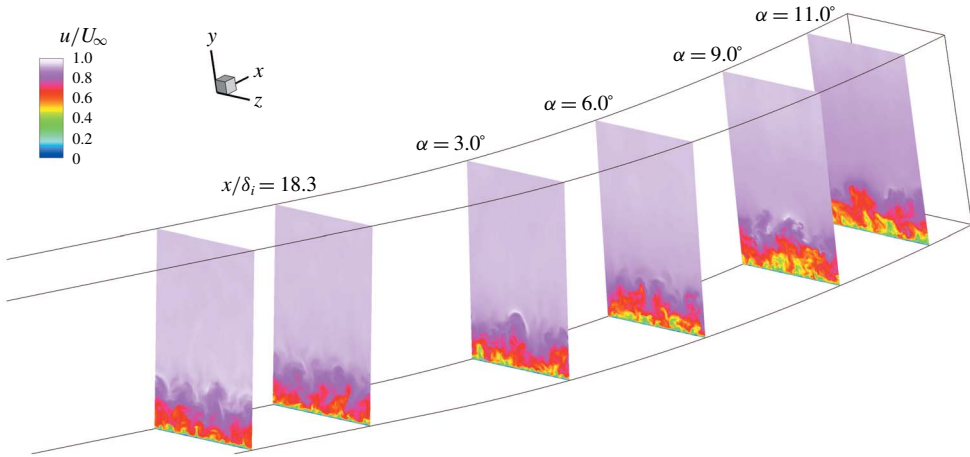 u/U∞
1.0
0.8
0.6
0.4
0.2
0
y
x
z
x/δi = 18.3
α = 3.0°
α = 6.0°
α = 9.0°
α = 11.0°